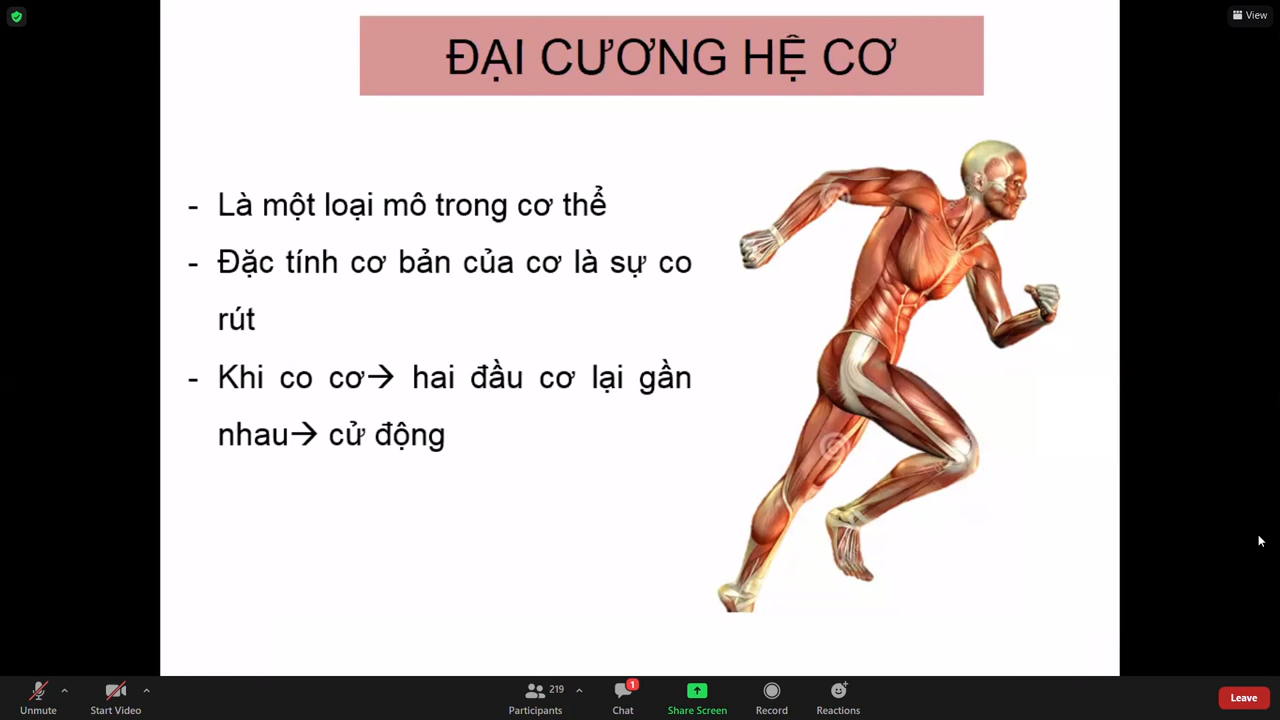 View
ĐẠI CƯƠNG HỆ CƠ
- Là một loại mô trong cơ thể
- Đặc tính cơ bản của cơ là sự co
rút
- Khi co cơ→ hai đầu cơ lại gần
nhau→ cử động
219
1
Unmute
Start Video
Participants
Chat
Share Screen
Record
Reactions
Leave